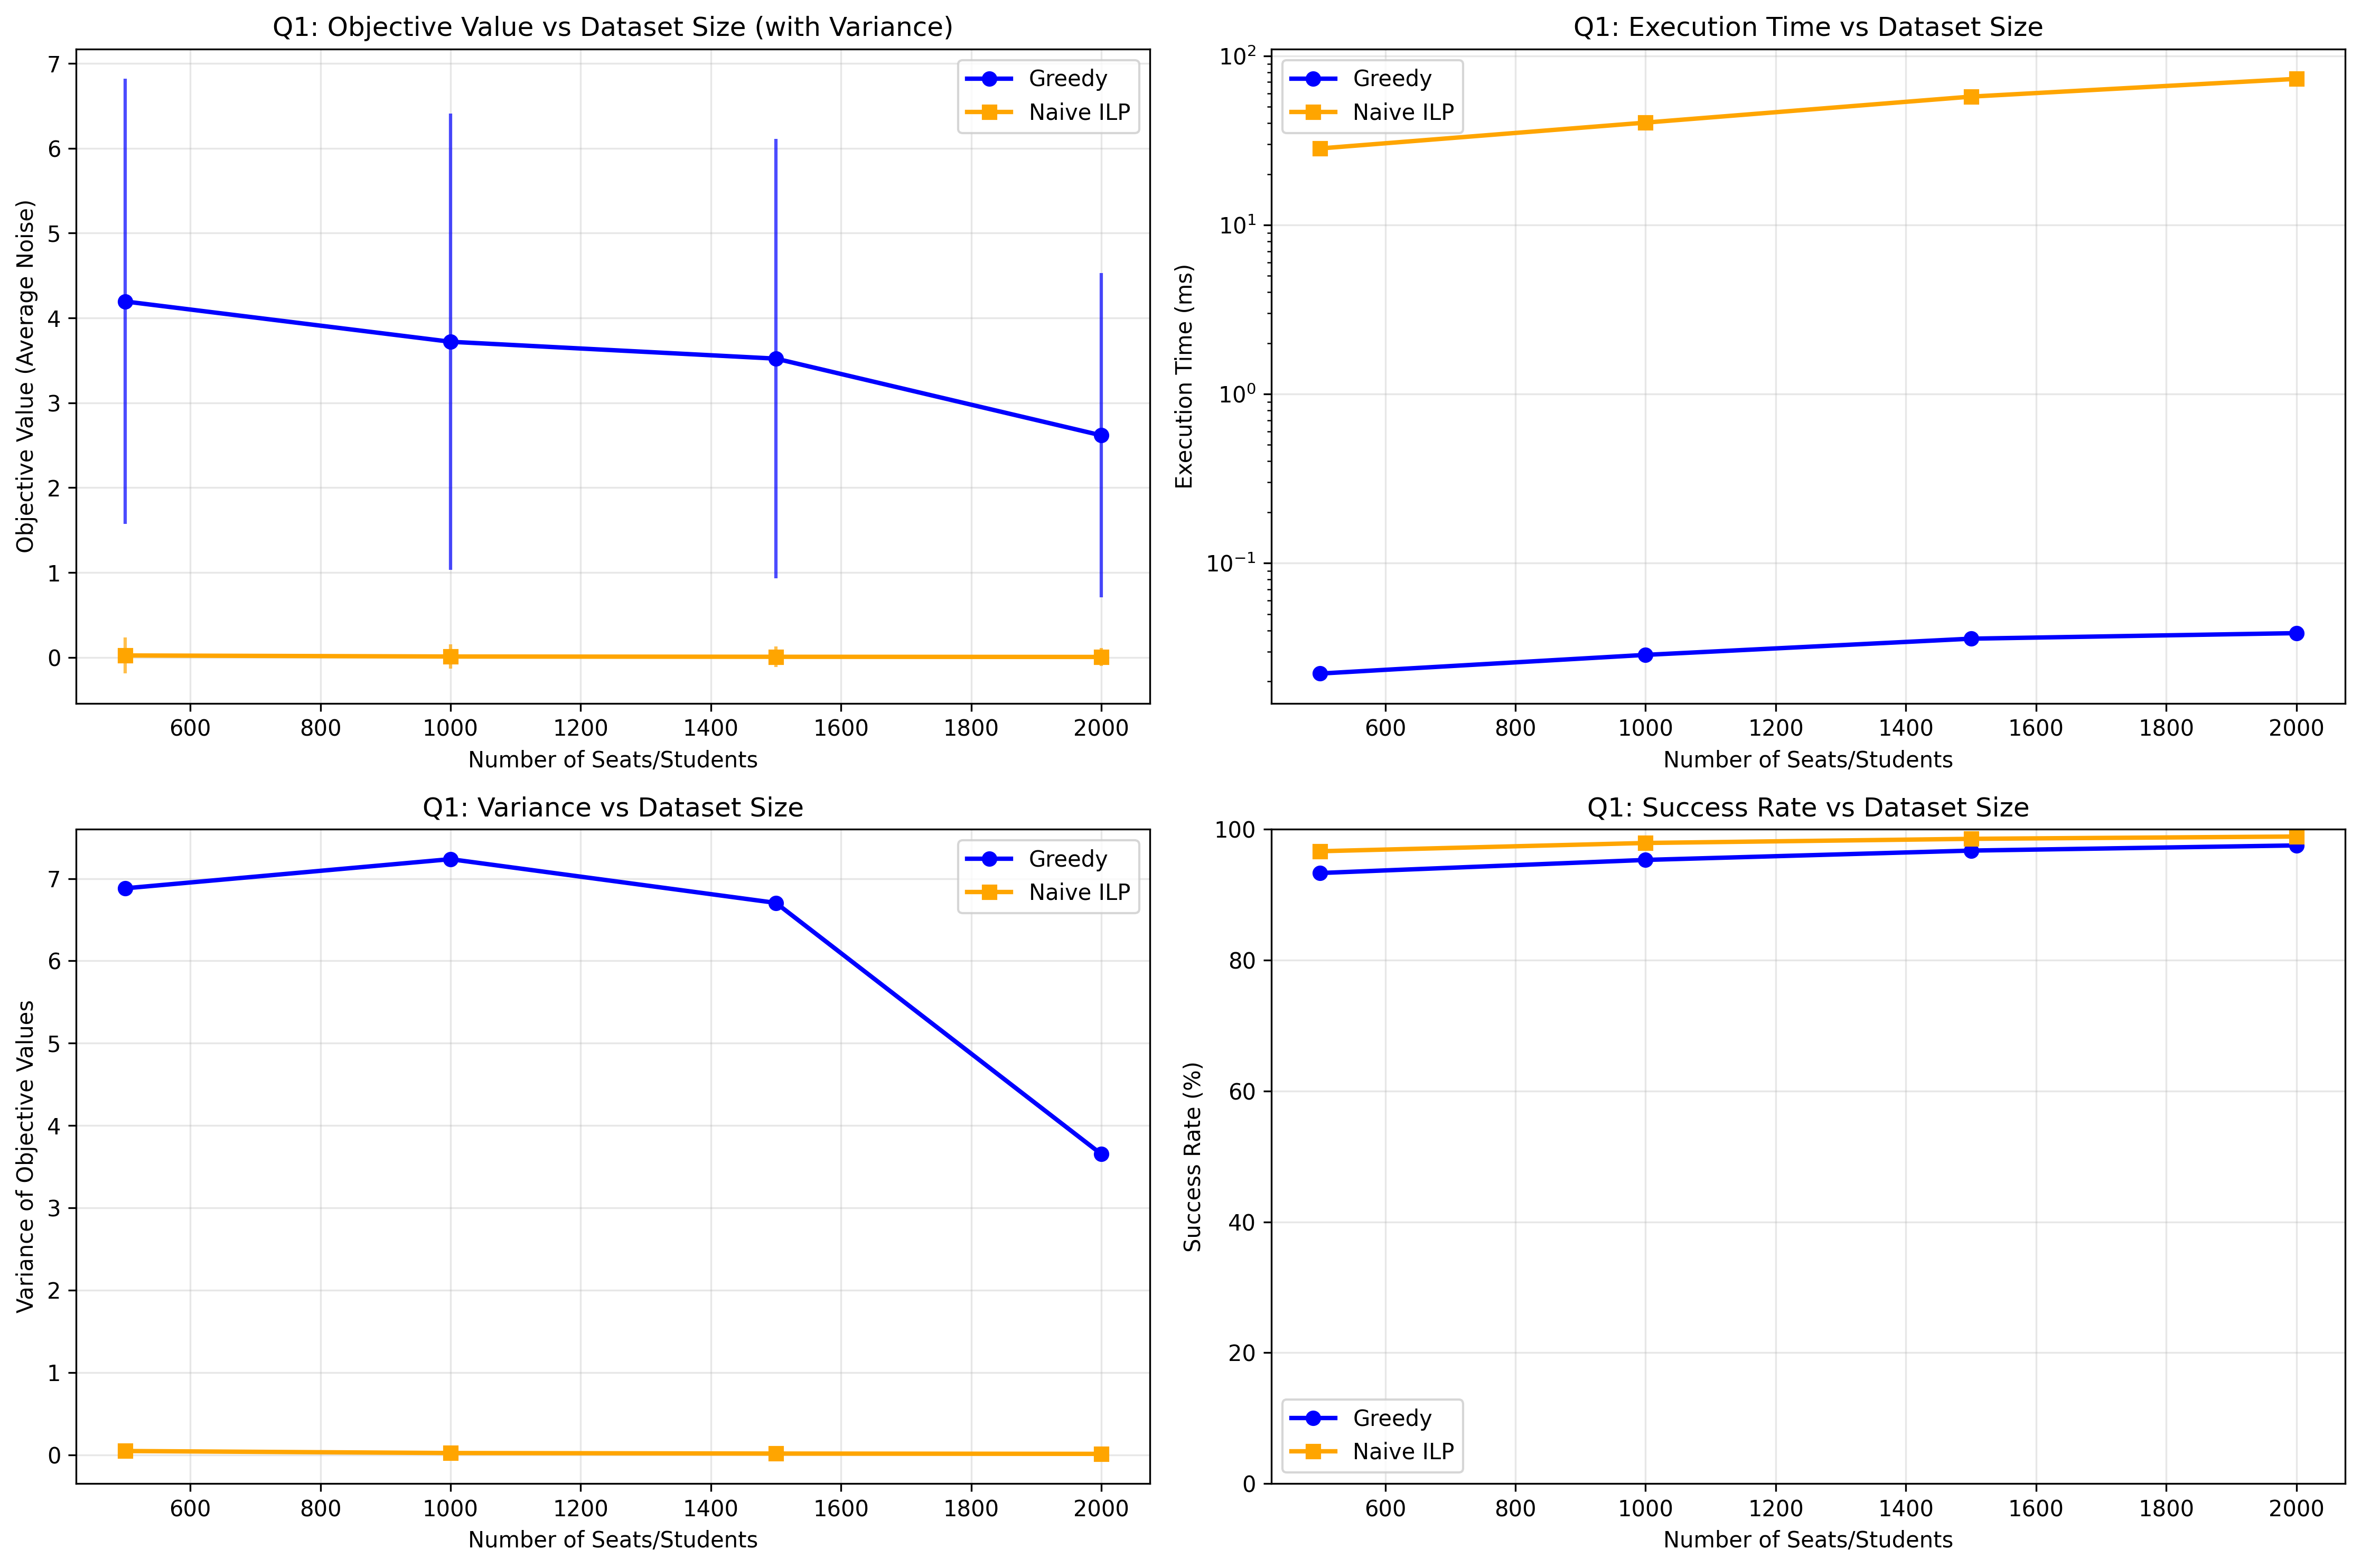 Q1: Objective Value vs Dataset Size (with Variance)
Objective Value (Average Noise)
7
6
5
4
3
2
1
0
Greedy
Naive ILP
600 800 1000 1200 1400 1600 1800 2000
Number of Seats/Students
Q1: Execution Time vs Dataset Size
Execution Time (ms)
10²
10¹
10⁰
10⁻¹
Greedy
Naive ILP
600 800 1000 1200 1400 1600 1800 2000
Number of Seats/Students
Q1: Variance vs Dataset Size
Variance of Objective Values
7
6
5
4
3
2
1
0
Greedy
Naive ILP
600 800 1000 1200 1400 1600 1800 2000
Number of Seats/Students
Q1: Success Rate vs Dataset Size
Success Rate (%)
100
80
60
40
20
0
Greedy
Naive ILP
600 800 1000 1200 1400 1600 1800 2000
Number of Seats/Students